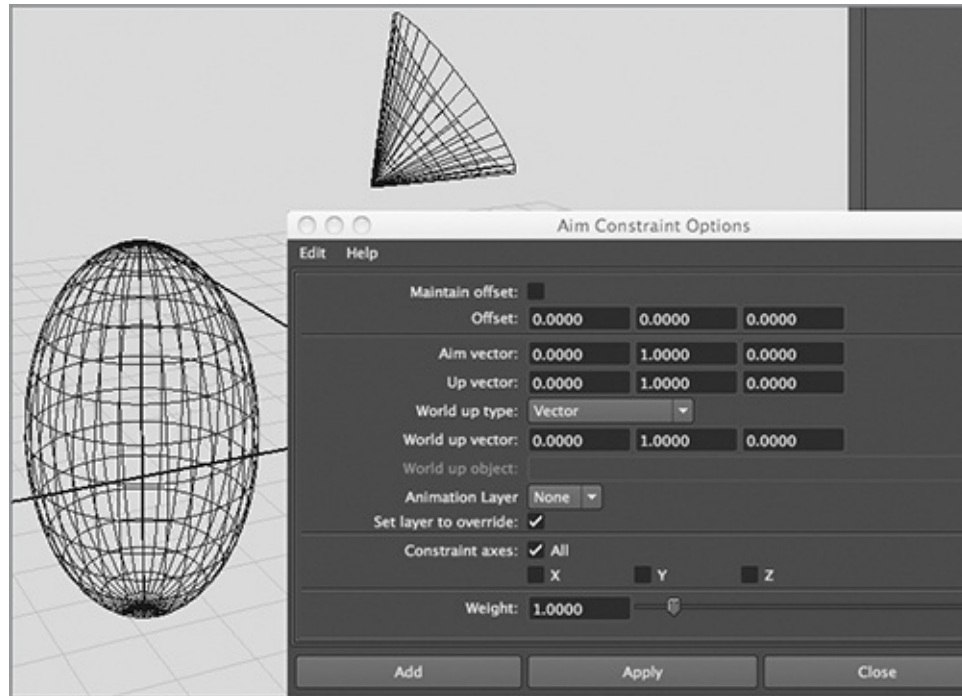 Aim Constraint Options
Edit Help
Maintain offset:
Offset: 0.0000 0.0000 0.0000
Aim vector: 0.0000 1.0000 0.0000
Up vector: 0.0000 1.0000 0.0000
World up type: Vector
World up vector: 0.0000 1.0000 0.0000
World up object:
Animation Layer None
Set layer to override:
Constraint axes: All
X Y Z
Weight: 1.0000
Add Apply Close